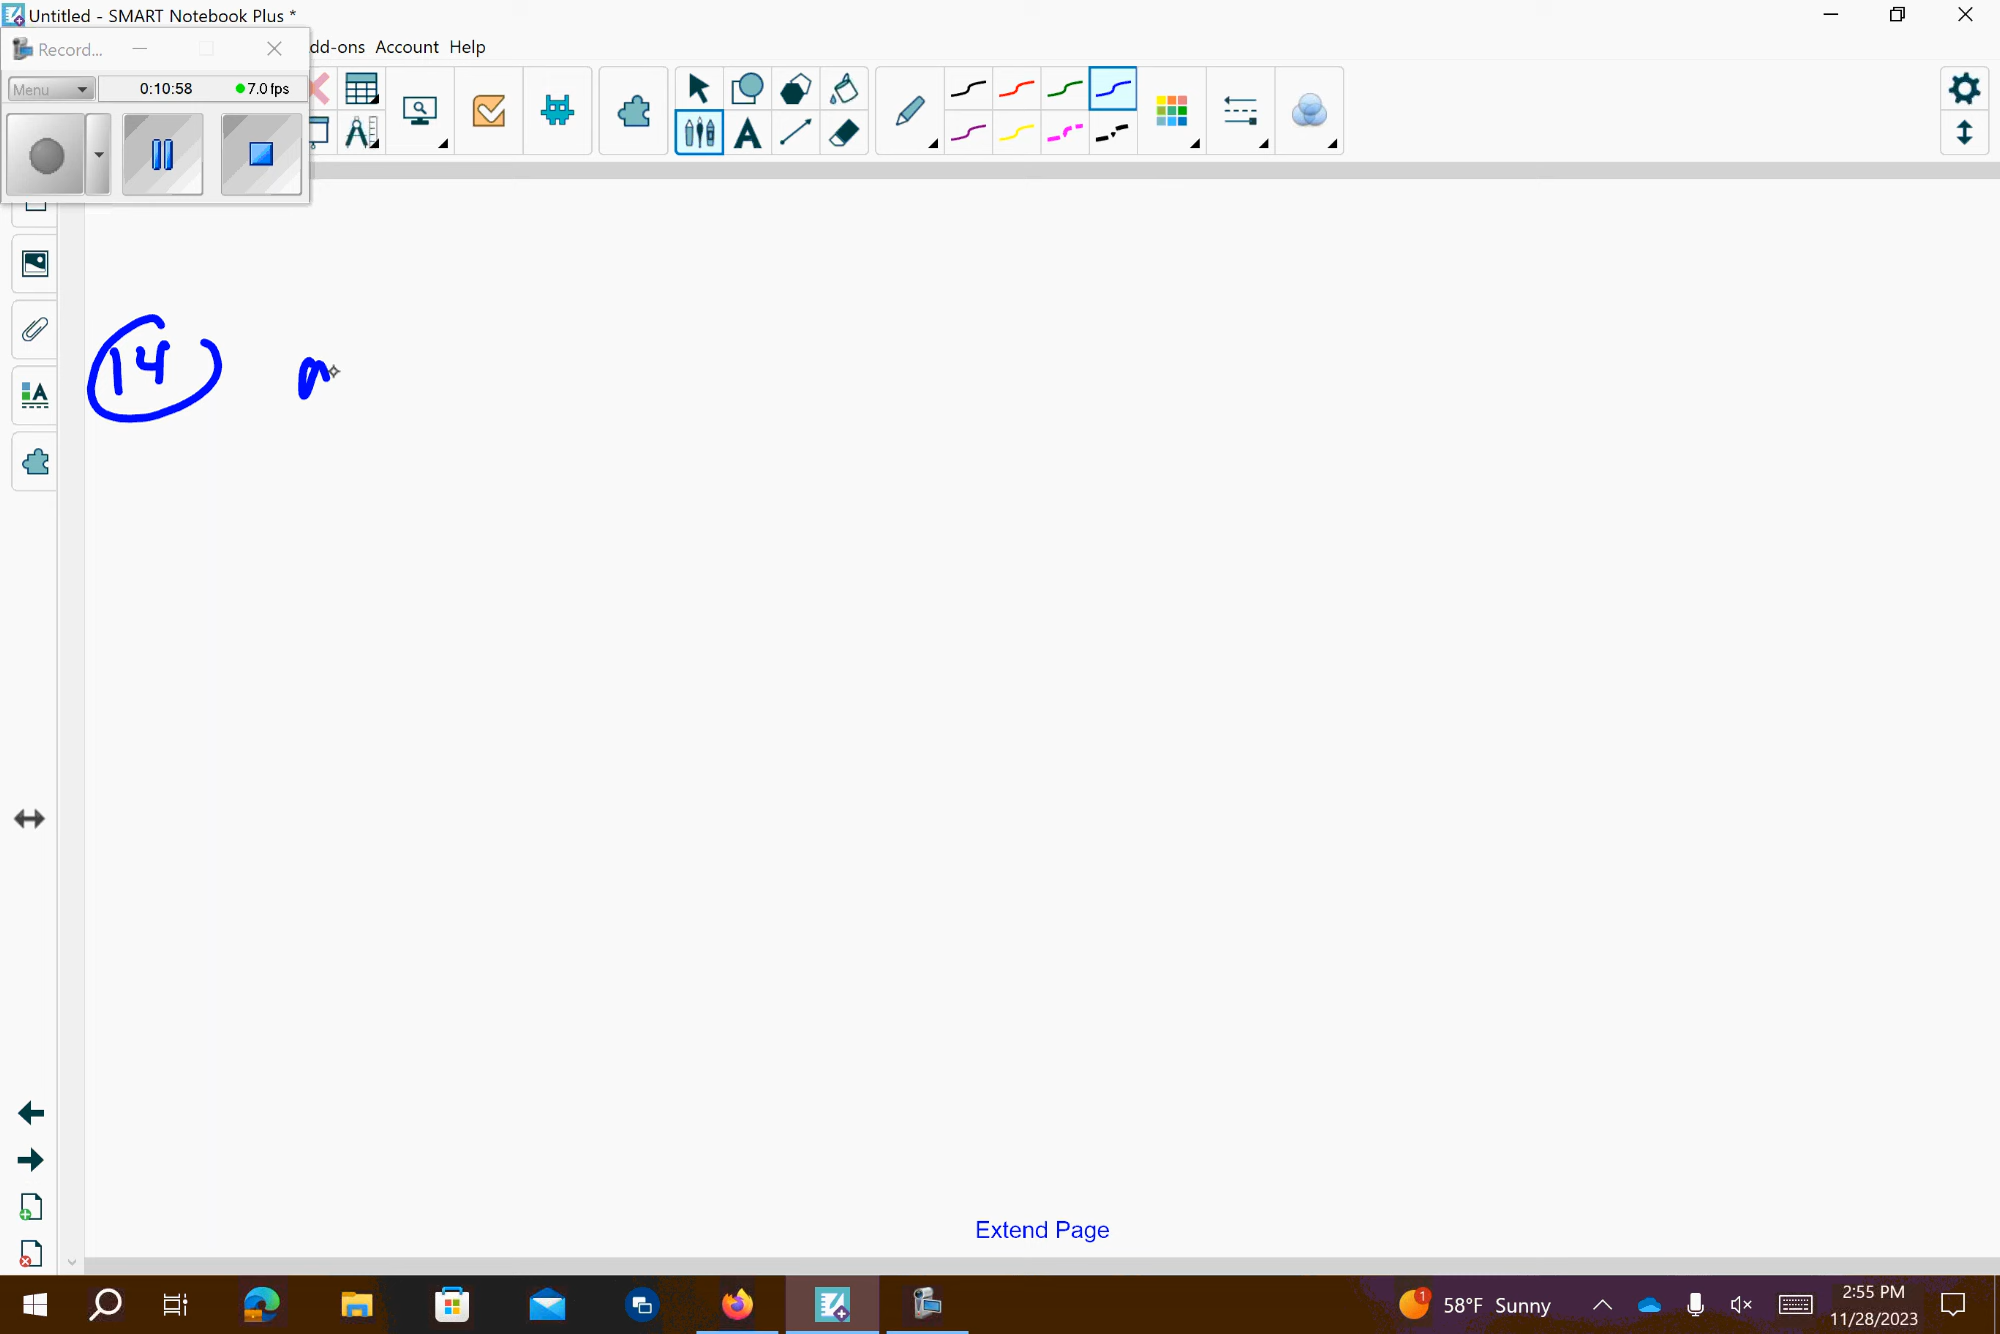 Untitled - SMART Notebook Plus *
Record...
dd-ons Account Help
Menu 0:10:58 7.0 fps
14
Extend Page
1
58°F Sunny
2:55 PM
11/28/2023